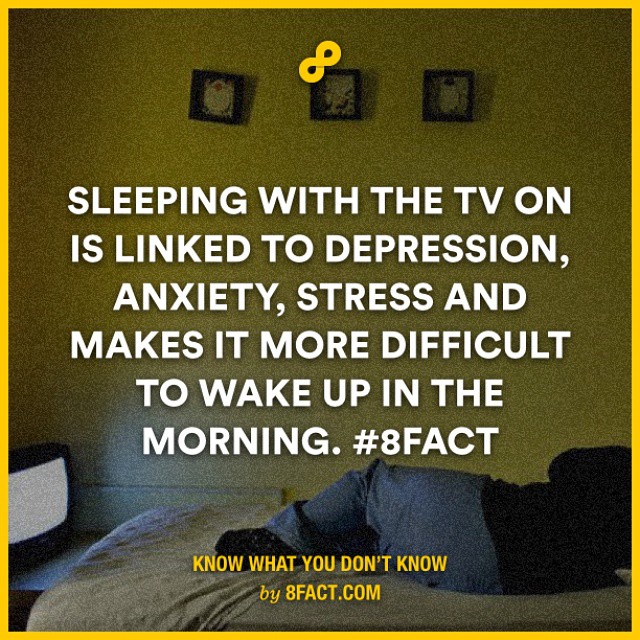 SLEEPING WITH THE TV ON
IS LINKED TO DEPRESSION,
ANXIETY, STRESS AND
MAKES IT MORE DIFFICULT
TO WAKE UP IN THE
MORNING. #8FACT
KNOW WHAT YOU DON'T KNOW
by 8FACT.COM